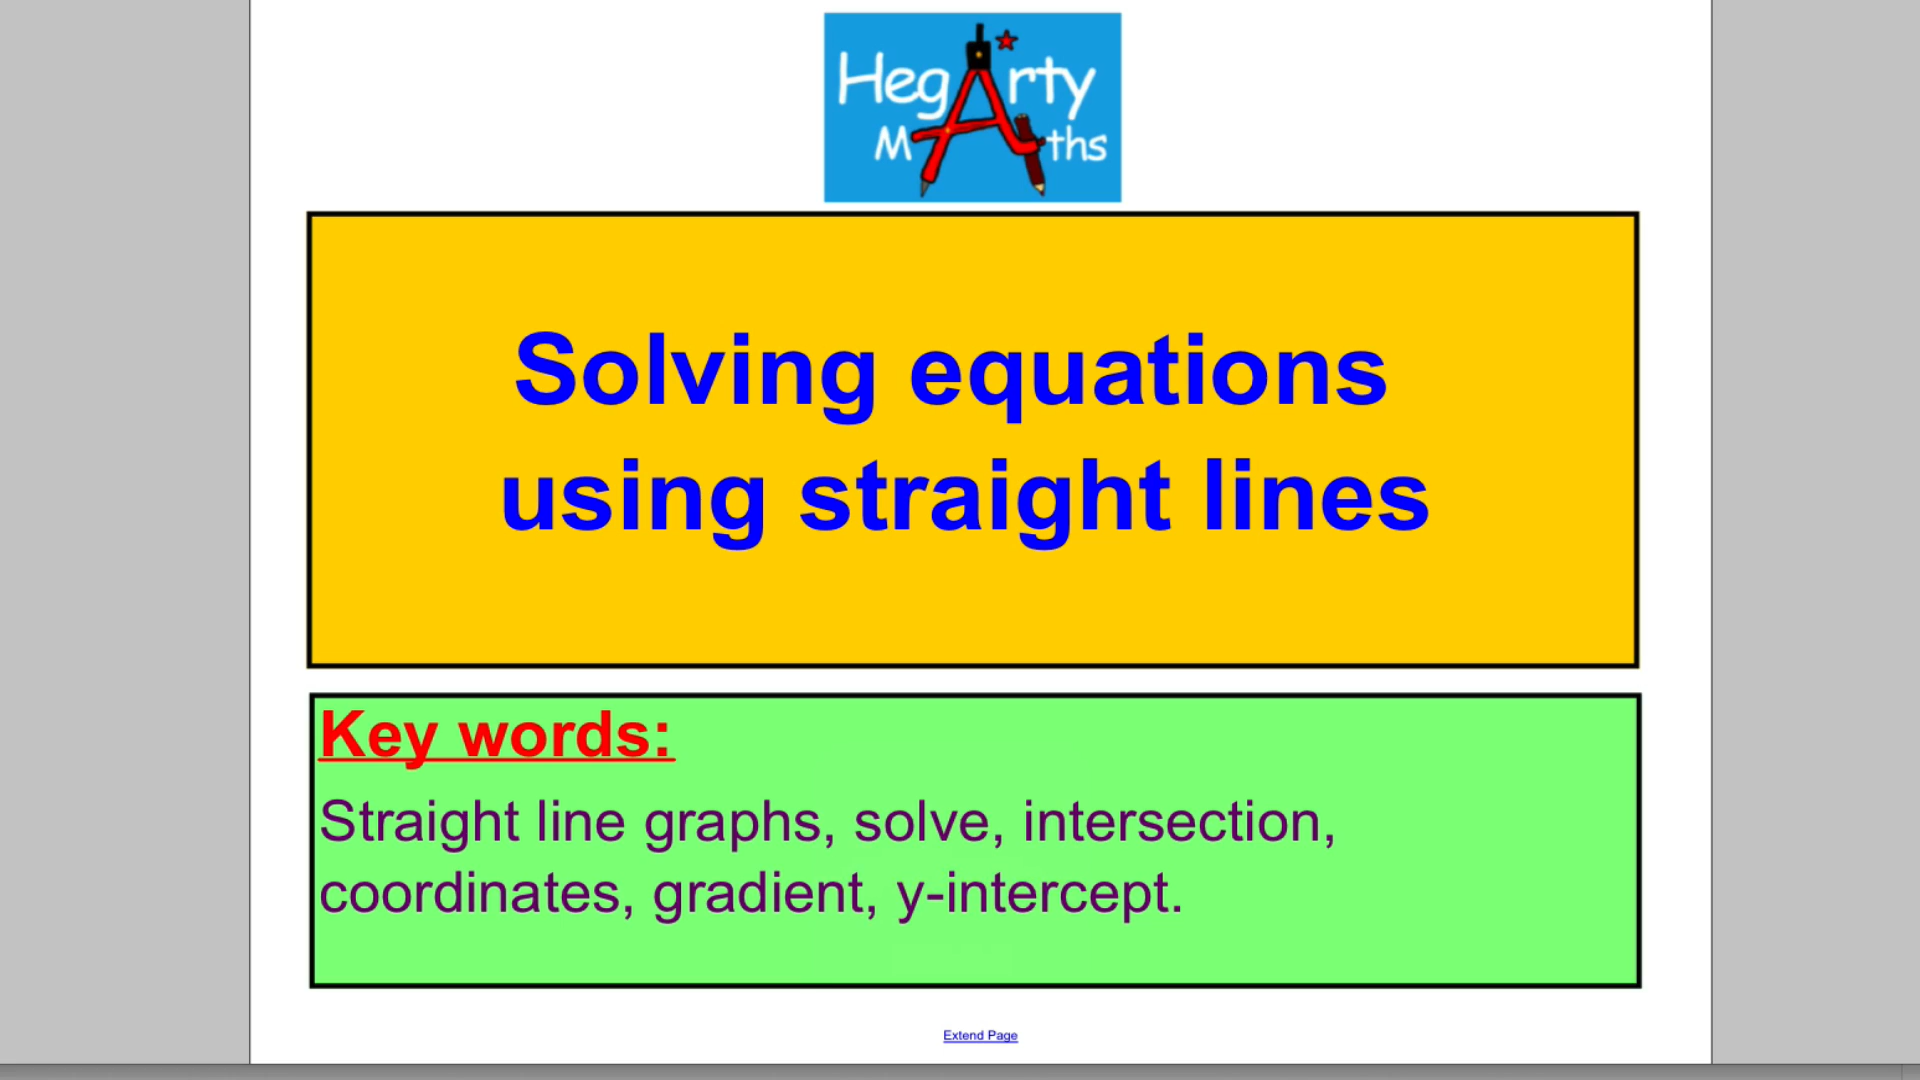 HegArty
MAths
Solving equations
using straight lines
Key words:
Straight line graphs, solve, intersection,
coordinates, gradient, y-intercept.
Extend Page